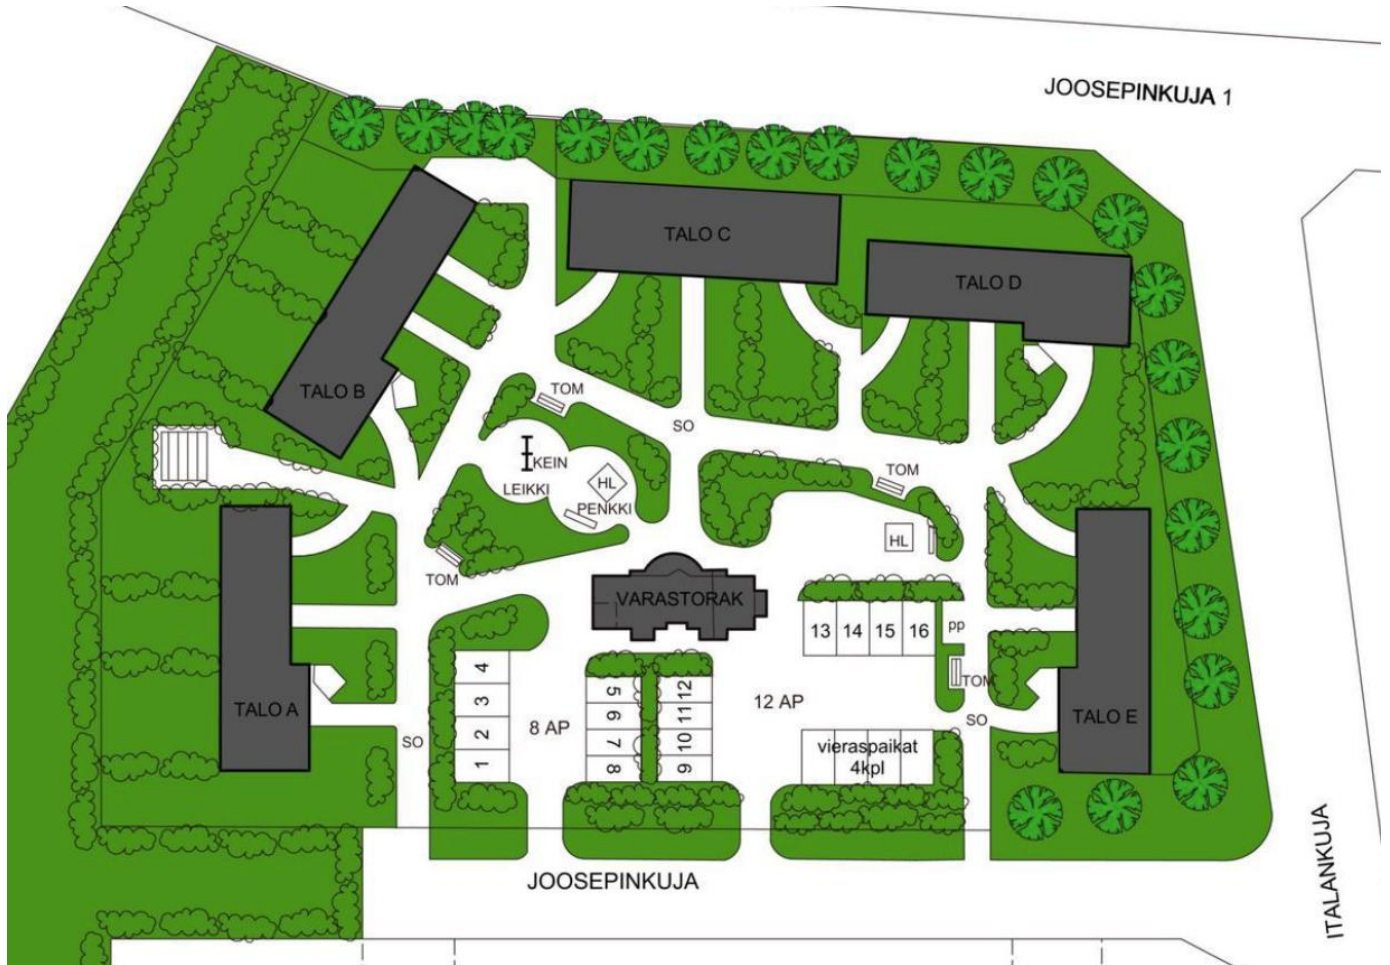 JOOSEPINKUJA 1
TALO C
TALO D
TALO B
TOM
SO
KEIN
LEIKKI
HL
PENKKI
TOM
HL
TOM
VARASTORAK
13
14
15
16
pp
4
3
2
1
5
6
7
8
12
11
10
9
8 AP
12 AP
TOM
TALO A
SO
SO
TALO E
vieraspaikat
4kpl
JOOSEPINKUJA
ITALANKUJA